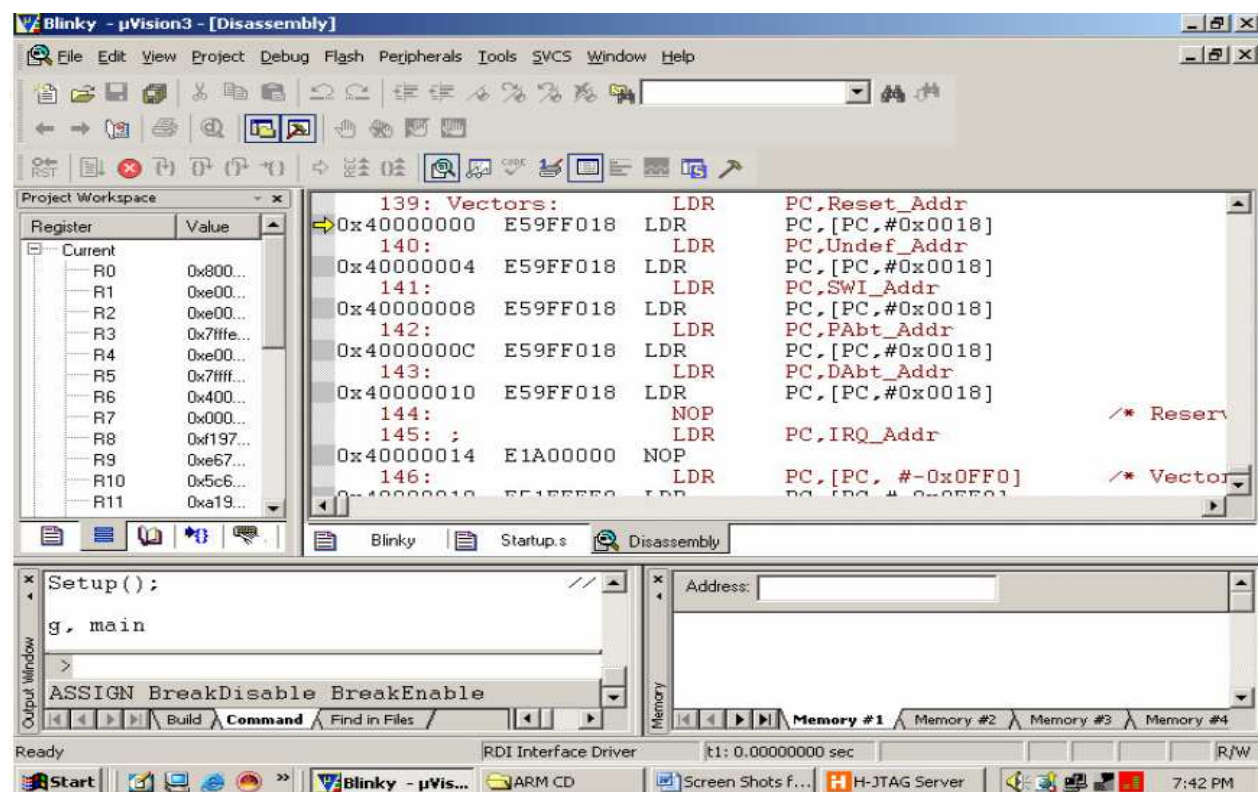 Blinky - µVision3 - [Disassembly]
File Edit View Project Debug Flash Peripherals Tools SVCS Window Help
RST
CODE
Project Workspace
Register Value
Current
R0 0x800...
R1 0xe00...
R2 0xe00...
R3 0x7fffe...
R4 0xe00...
R5 0x7ffff...
R6 0x400...
R7 0x000...
R8 0xf197...
R9 0xe67...
R10 0x5c6...
R11 0xa19...
139: Vectors: LDR PC,Reset_Addr
0x40000000 E59FF018 LDR PC,[PC,#0x0018]
140: LDR PC,Undef_Addr
0x40000004 E59FF018 LDR PC,[PC,#0x0018]
141: LDR PC,SWI_Addr
0x40000008 E59FF018 LDR PC,[PC,#0x0018]
142: LDR PC,PAbt_Addr
0x4000000C E59FF018 LDR PC,[PC,#0x0018]
143: LDR PC,DAbt_Addr
0x40000010 E59FF018 LDR PC,[PC,#0x0018]
144: NOP /* Reserv
145: ; LDR PC,IRQ_Addr
0x40000014 E1A00000 NOP
146: LDR PC,[PC, #-0x0FF0] /* Vector
Blinky Startup.s Disassembly
Setup(); //
g, main
>
ASSIGN BreakDisable BreakEnable
Output Window
Build Command Find in Files
Address:
Memory
Memory #1 Memory #2 Memory #3 Memory #4
Ready RDI Interface Driver t1: 0.00000000 sec R/W
Start Blinky - µVis... ARM CD Screen Shots f... H-JTAG Server 7:42 PM